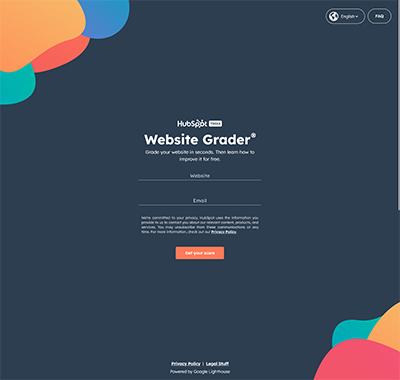 English
FAQ
HubSpot TOOLS
Website Grader®
Grade your website in seconds. Then learn how to
improve it for free.
Website
Email
We're committed to your privacy. HubSpot uses the information you
provide to us to contact you about our relevant content, products, and
services. You may unsubscribe from these communications at any
time. For more information, check out our Privacy Policy.
Get your score
Privacy Policy | Legal Stuff
Powered by Google Lighthouse